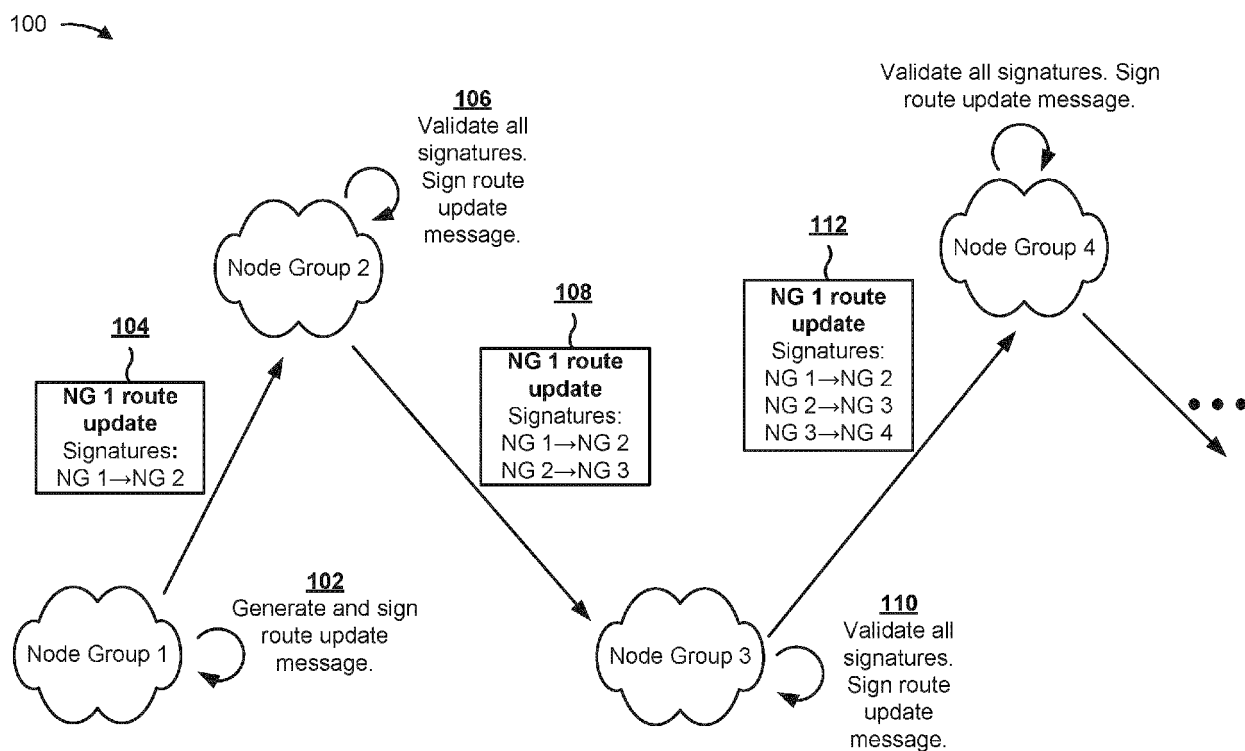 100
Validate all signatures. Sign
route update message.
106
Validate all
signatures.
Sign route
update
message.
Node Group 2
Node Group 4
112
NG 1 route
update
Signatures:
NG 1→NG 2
NG 2→NG 3
NG 3→NG 4
108
NG 1 route
update
Signatures:
NG 1→NG 2
NG 2→NG 3
104
NG 1 route
update
Signatures:
NG 1→NG 2
102
Generate and sign
route update
message.
Node Group 1
Node Group 3
110
Validate all
signatures.
Sign route
update
message.